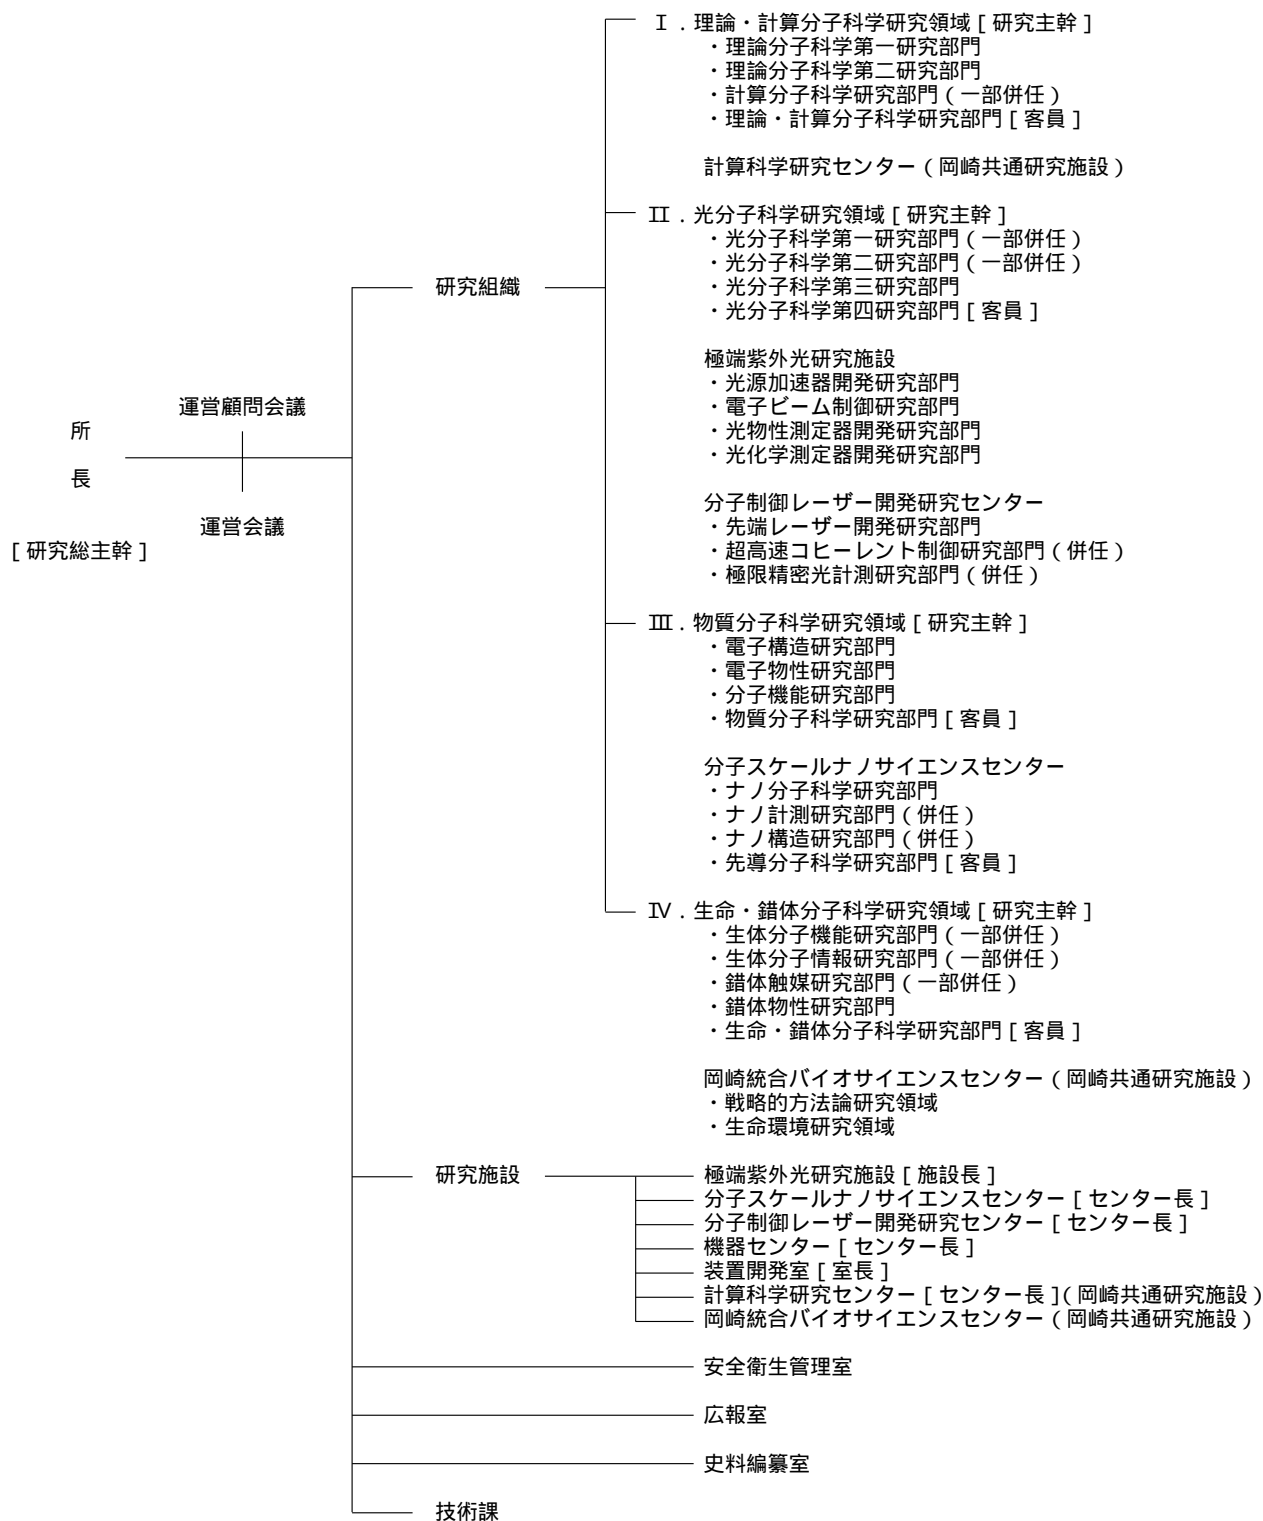 所
長
[ 研究総主幹 ]
運営顧問会議
運営会議
研究組織
Ⅰ．理論・計算分子科学研究領域 [ 研究主幹 ]
・理論分子科学第一研究部門
・理論分子科学第二研究部門
・計算分子科学研究部門 ( 一部併任 )
・理論・計算分子科学研究部門 [ 客員 ]
計算科学研究センター ( 岡崎共通研究施設 )
Ⅱ．光分子科学研究領域 [ 研究主幹 ]
・光分子科学第一研究部門 ( 一部併任 )
・光分子科学第二研究部門 ( 一部併任 )
・光分子科学第三研究部門
・光分子科学第四研究部門 [ 客員 ]
極端紫外光研究施設
・光源加速器開発研究部門
・電子ビーム制御研究部門
・光物性測定器開発研究部門
・光化学測定器開発研究部門
分子制御レーザー開発研究センター
・先端レーザー開発研究部門
・超高速コヒーレント制御研究部門 ( 併任 )
・極限精密光計測研究部門 ( 併任 )
Ⅲ．物質分子科学研究領域 [ 研究主幹 ]
・電子構造研究部門
・電子物性研究部門
・分子機能研究部門
・物質分子科学研究部門 [ 客員 ]
分子スケールナノサイエンスセンター
・ナノ分子科学研究部門
・ナノ計測研究部門 ( 併任 )
・ナノ構造研究部門 ( 併任 )
・先導分子科学研究部門 [ 客員 ]
Ⅳ．生命・錯体分子科学研究領域 [ 研究主幹 ]
・生体分子機能研究部門 ( 一部併任 )
・生体分子情報研究部門 ( 一部併任 )
・錯体触媒研究部門 ( 一部併任 )
・錯体物性研究部門
・生命・錯体分子科学研究部門 [ 客員 ]
岡崎統合バイオサイエンスセンター ( 岡崎共通研究施設 )
・戦略的方法論研究領域
・生命環境研究領域
研究施設
極端紫外光研究施設 [ 施設長 ]
分子スケールナノサイエンスセンター [ センター長 ]
分子制御レーザー開発研究センター [ センター長 ]
機器センター [ センター長 ]
装置開発室 [ 室長 ]
計算科学研究センター [ センター長 ] ( 岡崎共通研究施設 )
岡崎統合バイオサイエンスセンター ( 岡崎共通研究施設 )
安全衛生管理室
広報室
史料編纂室
技術課